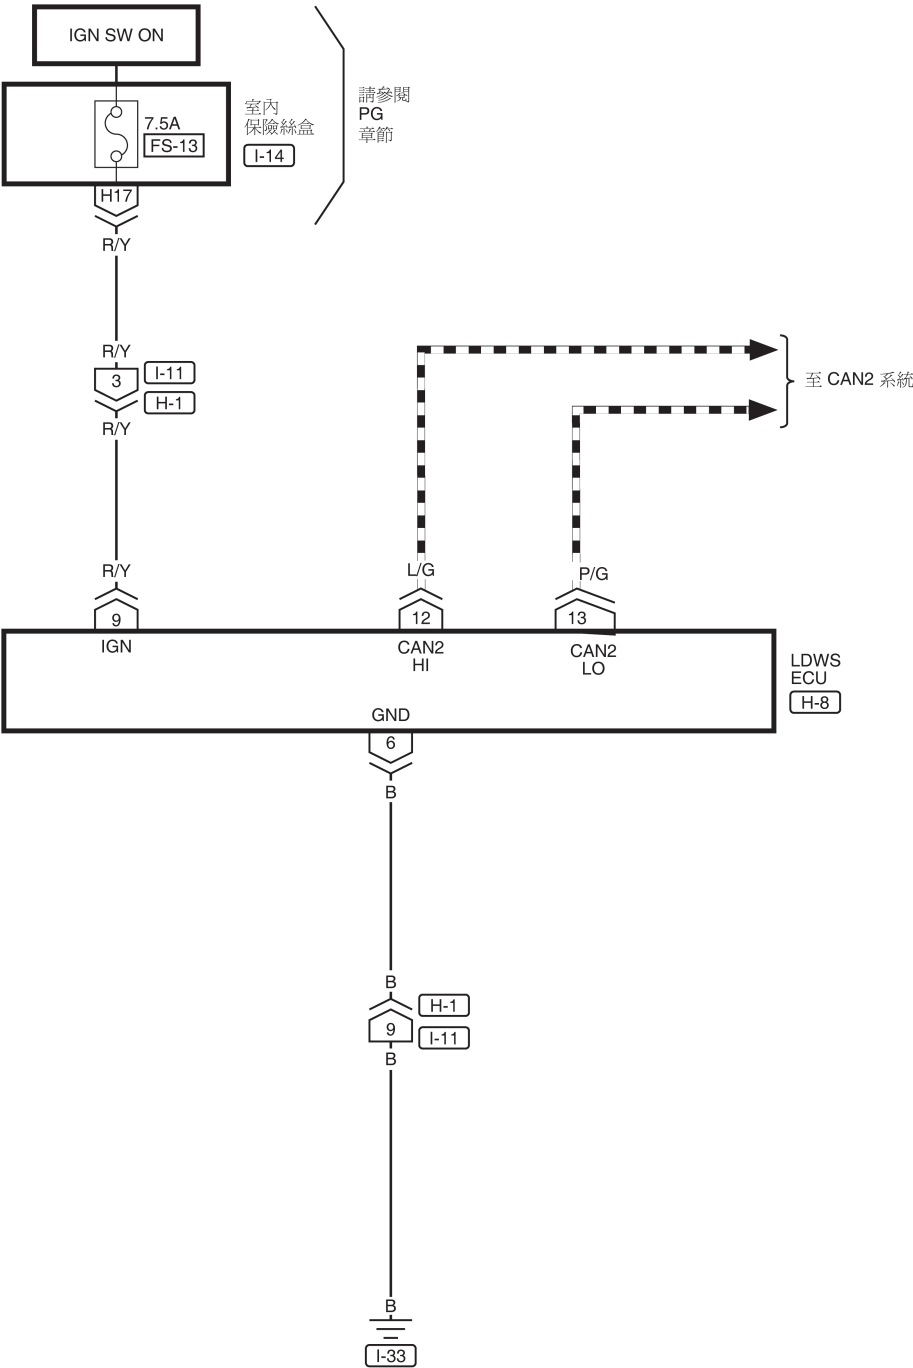 IGN SW ON
7.5A
FS-13
室內
保險絲盒
I-14
請參閱
PG
章節
H17
R/Y
R/Y
3
I-11
H-1
R/Y
至 CAN2 系統
R/Y
L/G
P/G
9
12
13
IGN
CAN2
HI
CAN2
LO
LDWS
ECU
H-8
GND
6
B
B
H-1
9
I-11
B
B
I-33